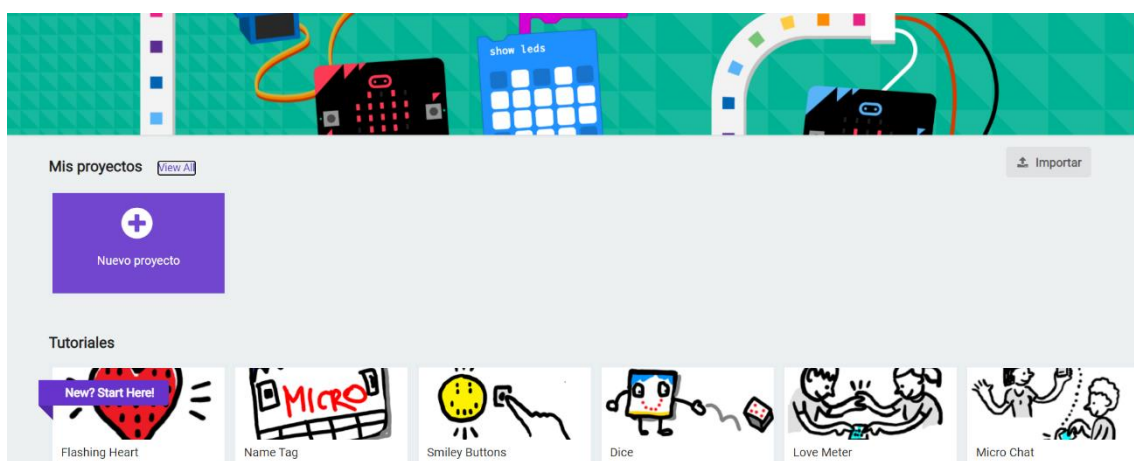 show leds
Mis proyectos View All
Importar
Nuevo proyecto
Tutoriales
New? Start Here!
MICRO
Flashing Heart
Name Tag
Smiley Buttons
Dice
Love Meter
Micro Chat